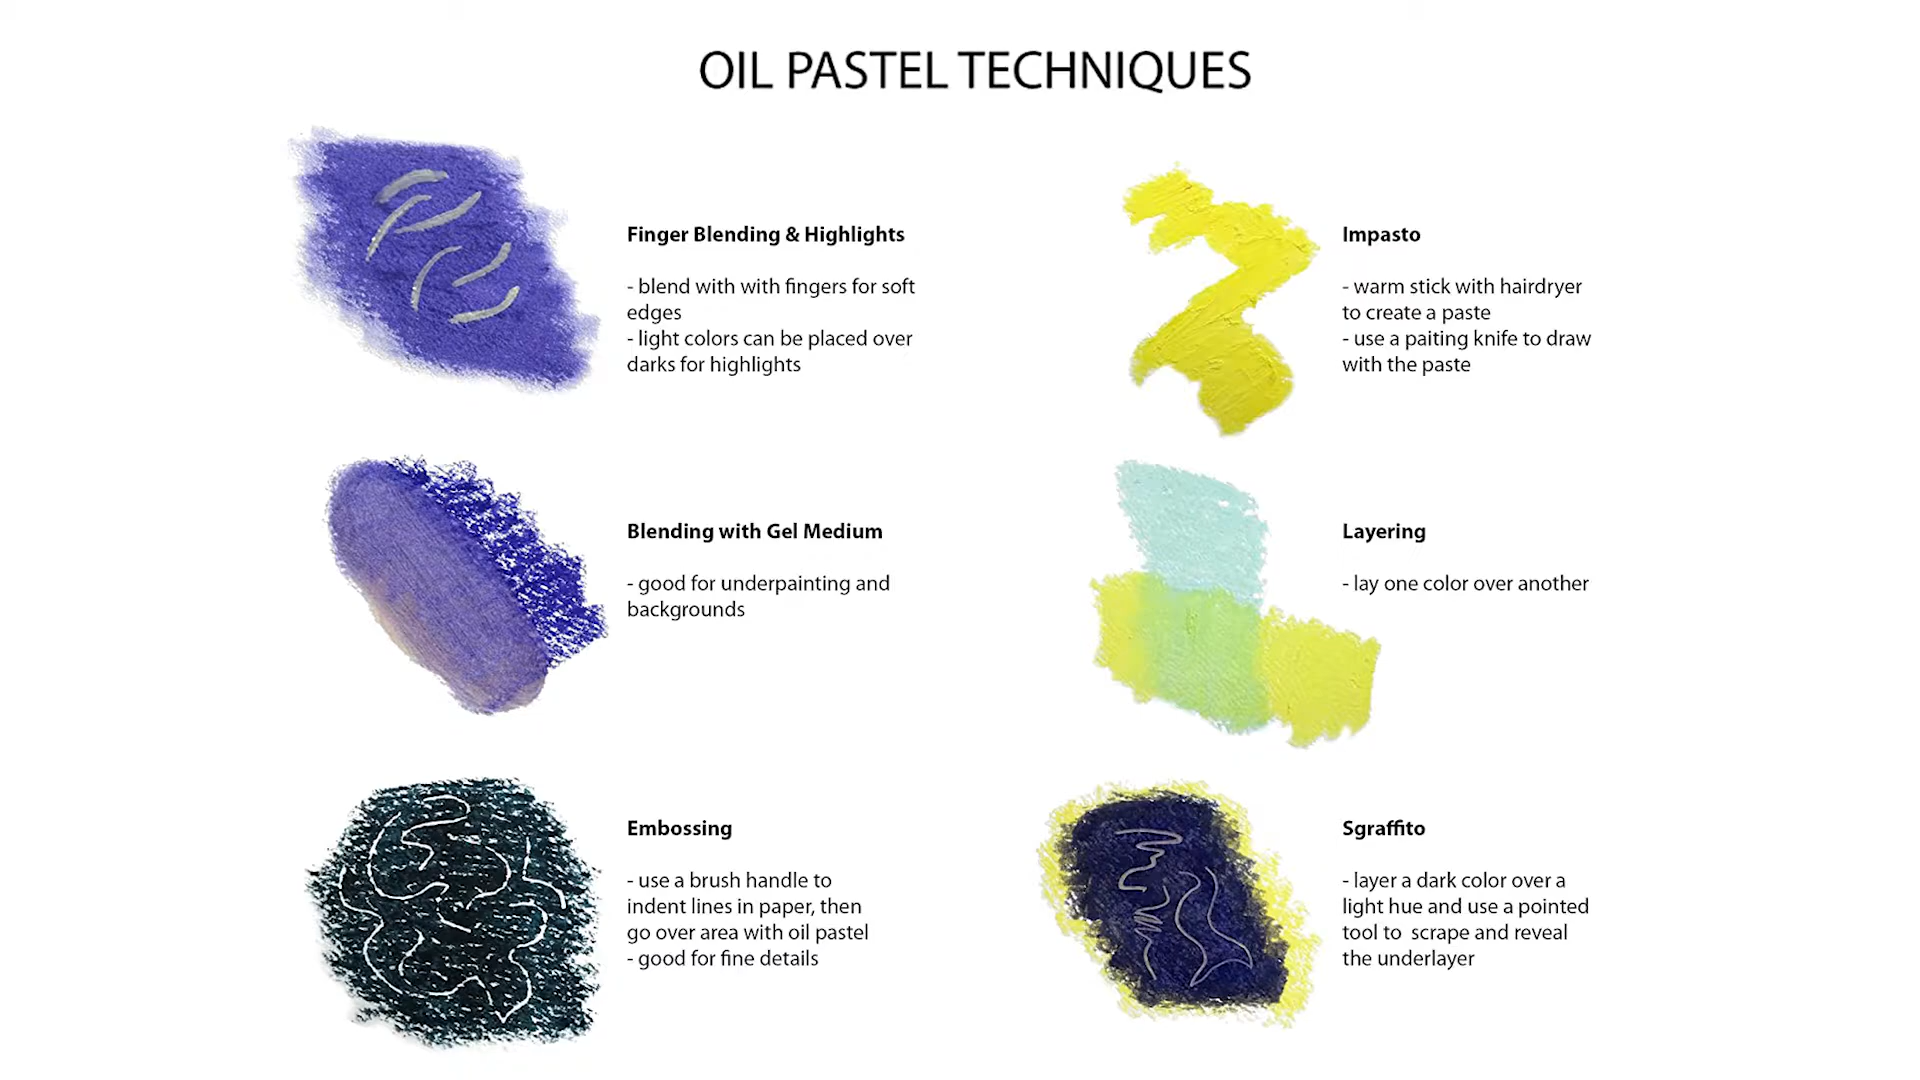 OIL PASTEL TECHNIQUES
Finger Blending & Highlights
- blend with with fingers for soft
edges
- light colors can be placed over
darks for highlights
Impasto
- warm stick with hairdryer
to create a paste
- use a paiting knife to draw
with the paste
Blending with Gel Medium
- good for underpainting and
backgrounds
Layering
- lay one color over another
Embossing
- use a brush handle to
indent lines in paper, then
go over area with oil pastel
- good for fine details
Sgraffito
- layer a dark color over a
light hue and use a pointed
tool to  scrape and reveal
the underlayer